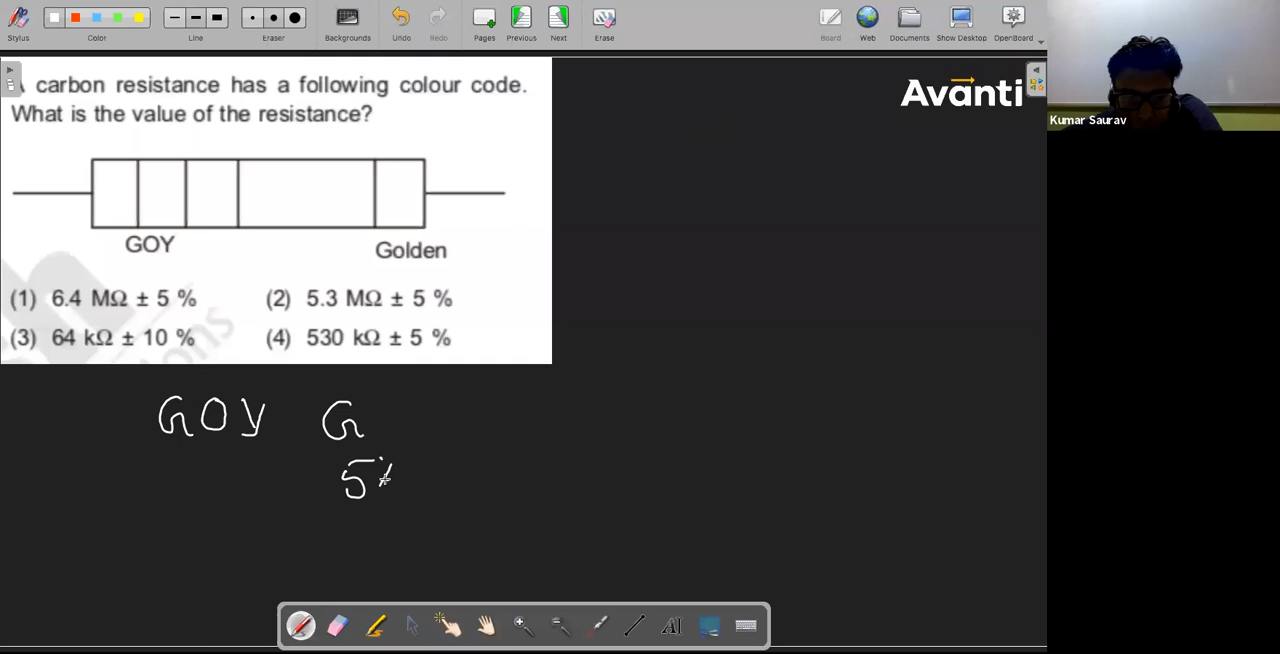 Stylus
Color
Line
Eraser
Backgrounds
Undo
Redo
Pages
Previous
Next
Erase
Board
Web
Documents
Show Desktop
OpenBoard
carbon resistance has a following colour code.
What is the value of the resistance?
GOY
Golden
(1) 6.4 MΩ ± 5 % (2) 5.3 MΩ ± 5 %
(3) 64 kΩ ± 10 % (4) 530 kΩ ± 5 %
Avanti
Kumar Saurav
GOY G
5